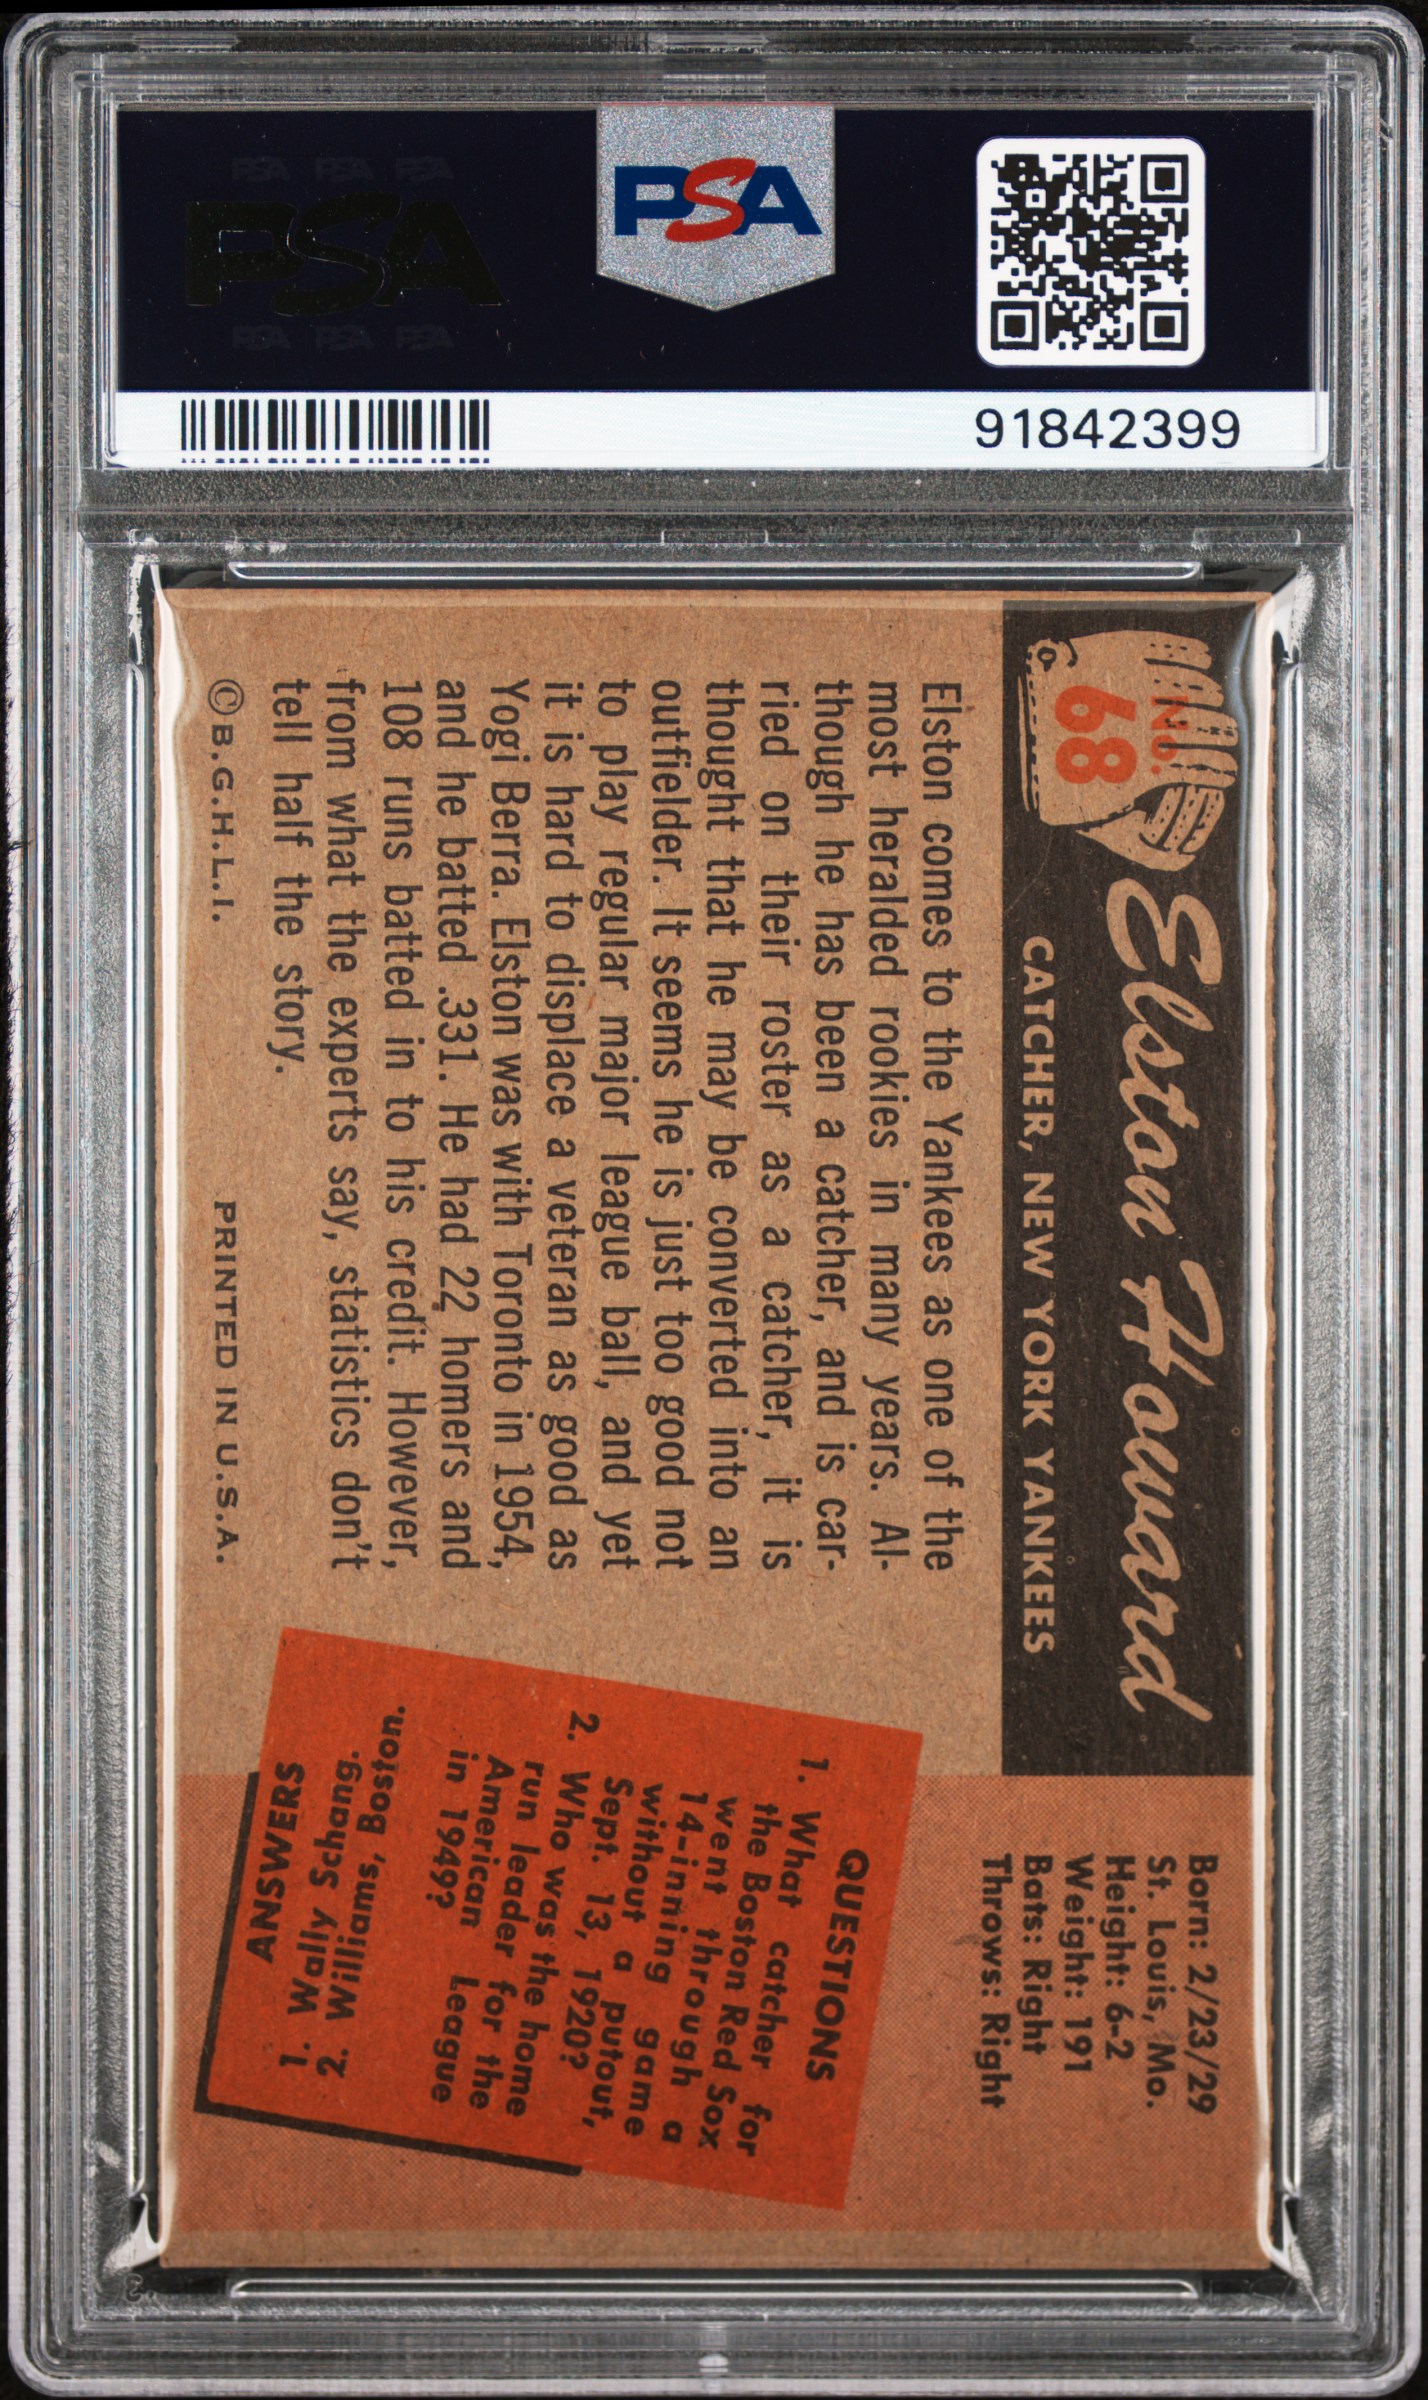 PSA PSA PSA
PSA
PSA PSA PSA
PSA
91842399
No.
68
Elston Howard
CATCHER, NEW YORK YANKEES
Born: 2/23/29
St. Louis, Mo.
Height: 6-2
Weight: 191
Bats: Right
Throws: Right
Elston comes to the Yankees as one of the
most heralded rookies in many years. Al-
though he has been a catcher, and is car-
ried on their roster as a catcher, it is
thought that he may be converted into an
outfielder. It seems he is just too good not
to play regular major league ball, and yet
it is hard to displace a veteran as good as
Yogi Berra. Elston was with Toronto in 1954,
and he batted .331. He had 22 homers and
108 runs batted in to his credit. However,
from what the experts say, statistics don't
tell half the story.
© B.G.H.L.I.
PRINTED IN U.S.A.
QUESTIONS
1. What catcher for
the Boston Red Sox
went through a
14-inning game
without a putout,
Sept. 13, 1920?
2. Who was the home
run leader for the
American League
in 1949?
ANSWERS
1. Wally Schang.
2. Williams, Boston.